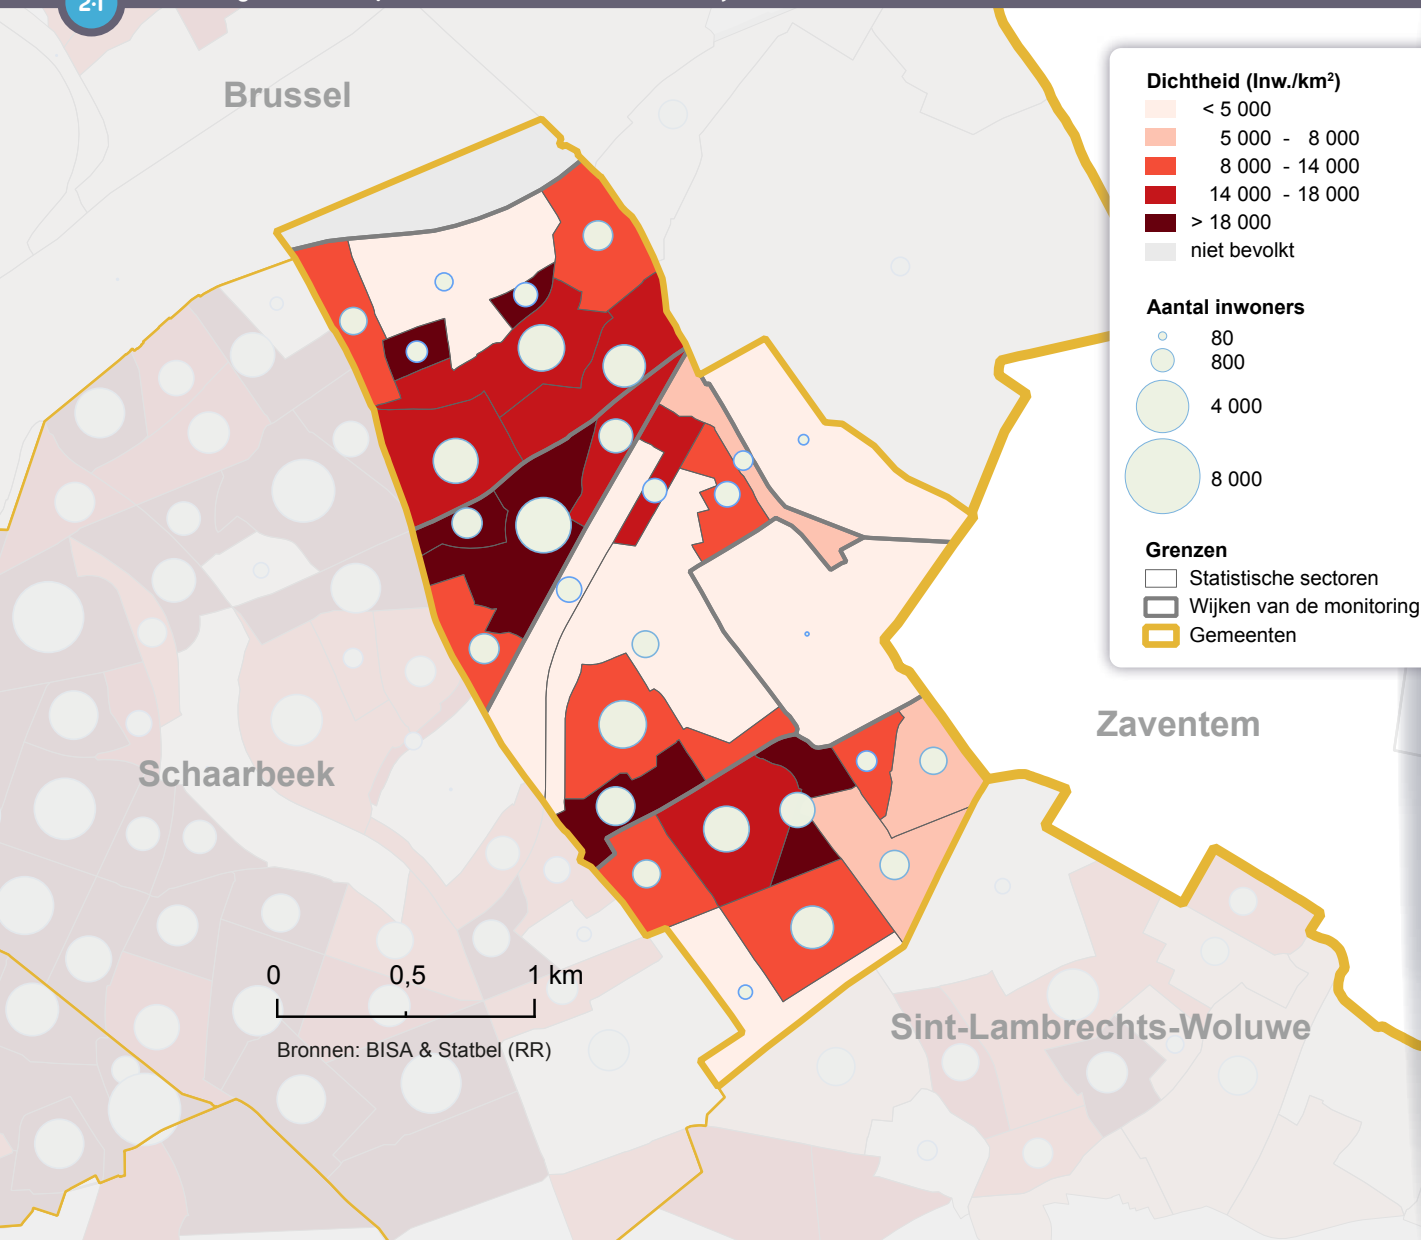 2.1
Brussel
Dichtheid (Inw./km²)
< 5 000
5 000 - 8 000
8 000 - 14 000
14 000 - 18 000
> 18 000
niet bevolkt
Aantal inwoners
80
800
4 000
8 000
Grenzen
Statistische sectoren
Wijken van de monitoring
Gemeenten
Zaventem
Schaarbeek
0 0,5 1 km
Sint-Lambrechts-Woluwe
Bronnen: BISA & Statbel (RR)